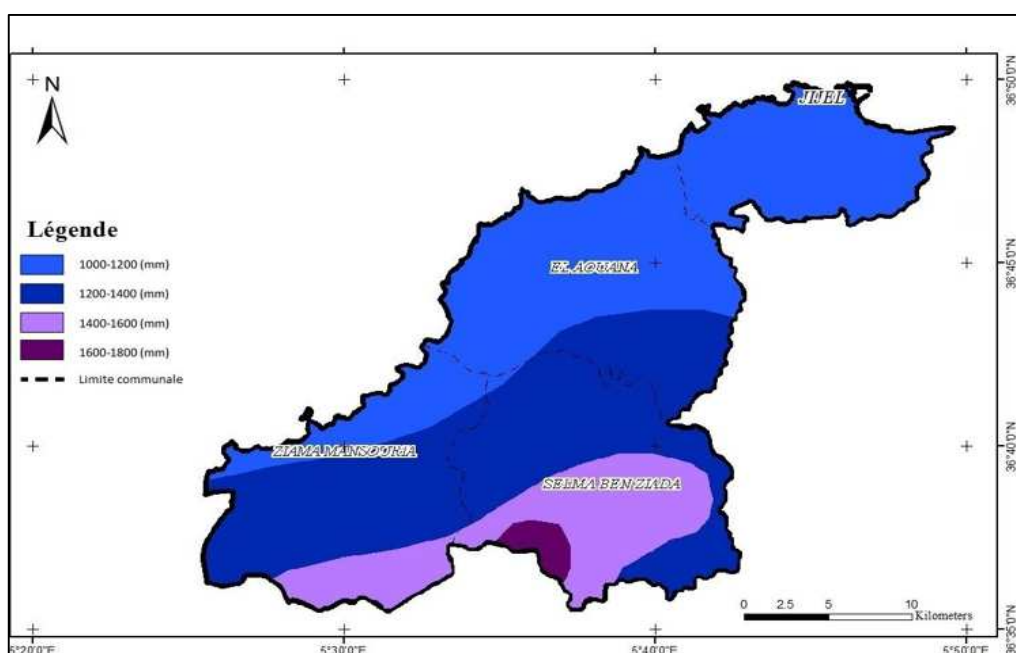 N
JIJEL
36°50'0"N
Légende
1000-1200 (mm)
1200-1400 (mm)
1400-1600 (mm)
1600-1800 (mm)
Limite communale
EL AOUANA
36°45'0"N
ZIAMA MANSOURIA
36°40'0"N
SELMA BEN ZIADA
0 2.5 5 10
Kilometers
36°35'0"N
5°20'0"E 5°30'0"E 5°40'0"E 5°50'0"E